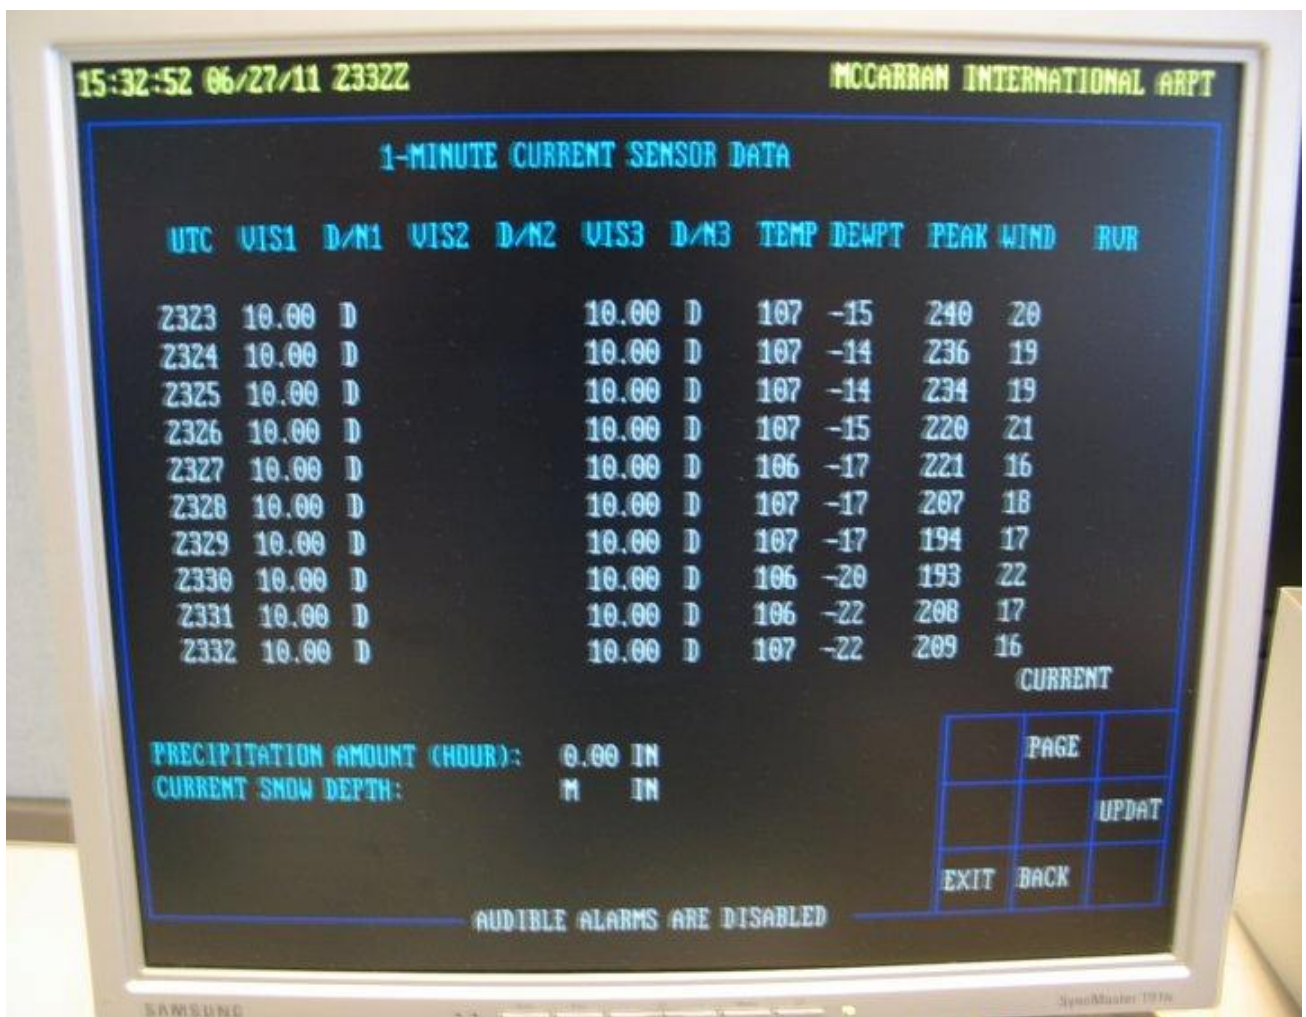 15:32:52 06/27/11 2332Z MCCARRAN INTERNATIONAL ARPT
1-MINUTE CURRENT SENSOR DATA
UTC VIS1 D/N1 VIS2 D/N2 VIS3 D/N3 TEMP DEWPT PEAK WIND RVR
2323 10.00 D 10.00 D 107 -15 240 20
2324 10.00 D 10.00 D 107 -14 236 19
2325 10.00 D 10.00 D 107 -14 234 19
2326 10.00 D 10.00 D 107 -15 220 21
2327 10.00 D 10.00 D 106 -17 221 16
2328 10.00 D 10.00 D 107 -17 207 18
2329 10.00 D 10.00 D 107 -17 194 17
2330 10.00 D 10.00 D 106 -20 193 22
2331 10.00 D 10.00 D 106 -22 208 17
2332 10.00 D 10.00 D 107 -22 209 16
CURRENT
PRECIPITATION AMOUNT (HOUR): 0.00 IN
CURRENT SNOW DEPTH: M IN
PAGE
UPDAT
EXIT BACK
AUDIBLE ALARMS ARE DISABLED
SAMSUNG
SyncMaster